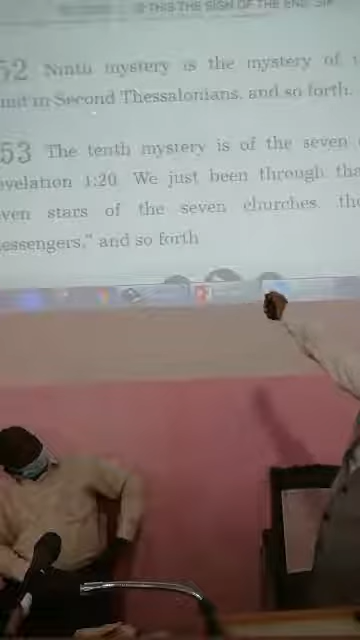 IS THIS THE SIGN OF THE END, SIR
52 Ninth mystery is the mystery of
in Second Thessalonians, and so forth.
53 The tenth mystery is of the seven
evelation 1:20. We just been through tha
ven stars of the seven churches, the
essengers," and so forth